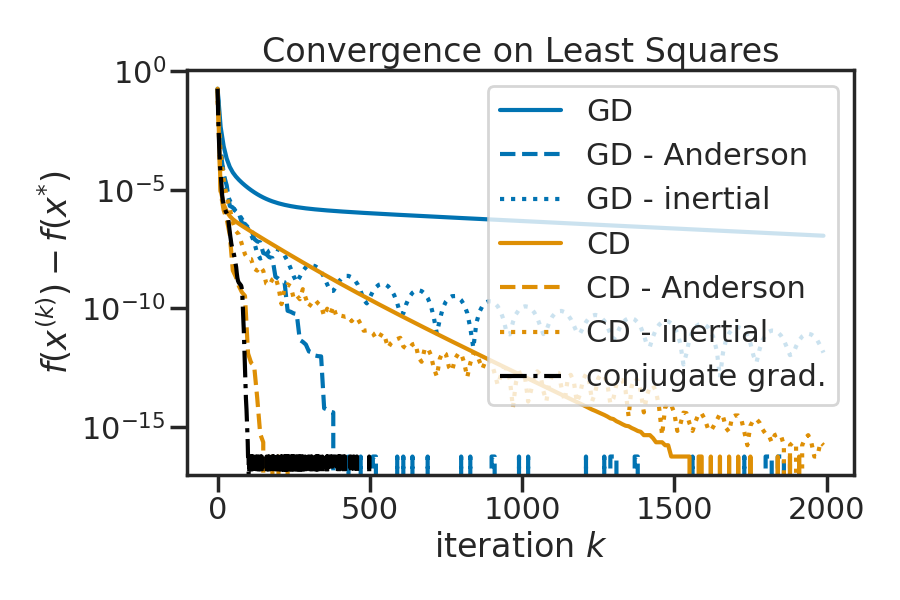 Convergence on Least Squares
f(x^(k)) − f(x^*)
10^0
10^−5
10^−10
10^−15
GD
GD - Anderson
GD - inertial
CD
CD - Anderson
CD - inertial
conjugate grad.
0 500 1000 1500 2000
iteration k